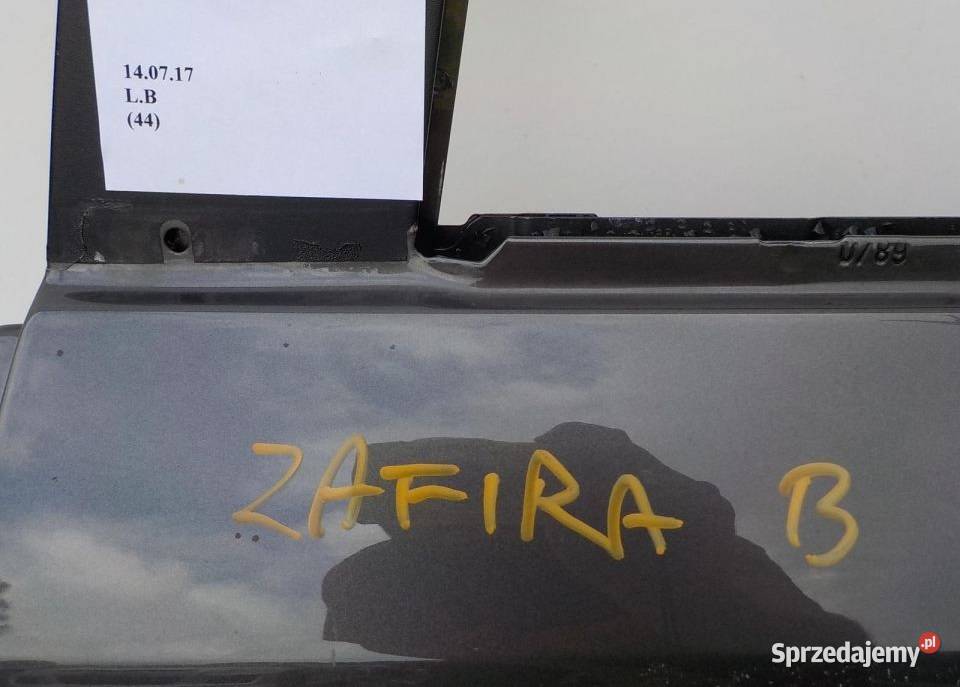 14.07.17
L.B
(44)
ZAFIRA B
Sprzedajemy.pl